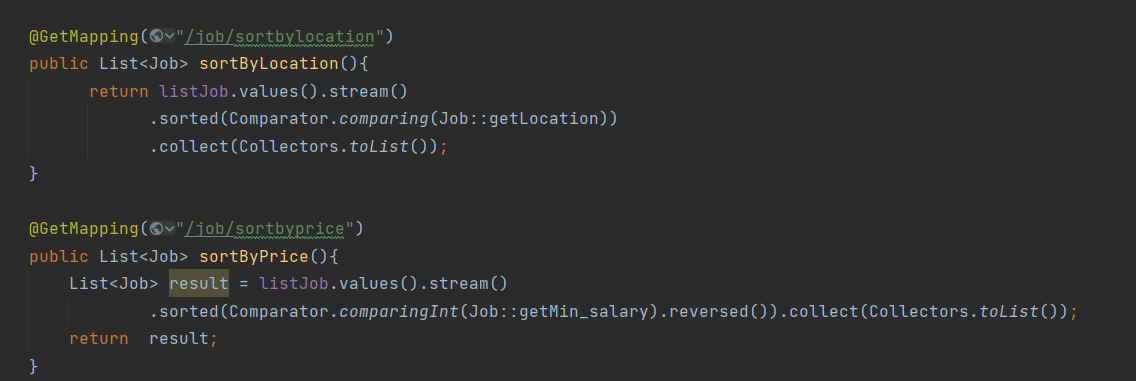 @GetMapping("/job/sortbylocation")
public List<Job> sortByLocation(){
return listJob.values().stream()
.sorted(Comparator.comparing(Job::getLocation))
.collect(Collectors.toList());
}
@GetMapping("/job/sortbyprice")
public List<Job> sortByPrice(){
List<Job> result = listJob.values().stream()
.sorted(Comparator.comparingInt(Job::getMin_salary).reversed()).collect(Collectors.toList());
return  result;
}